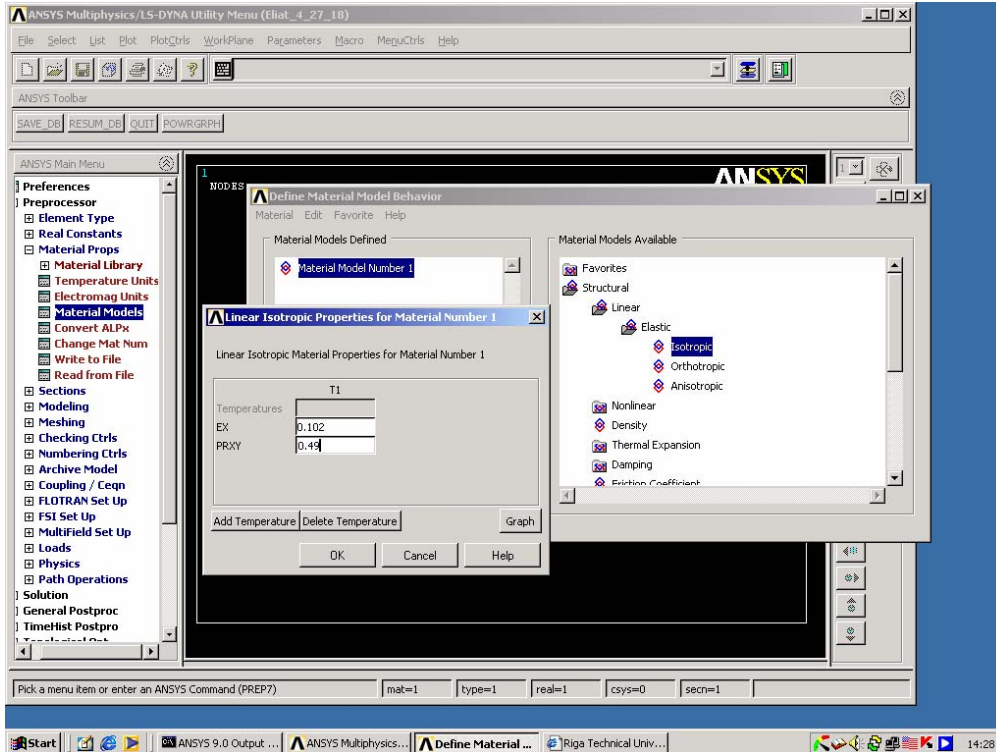 ANSYS Multiphysics/LS-DYNA Utility Menu (Eliat_4_27_18)
File Select List Plot PlotCtrls WorkPlane Parameters Macro MenuCtrls Help
ANSYS Toolbar
SAVE_DB RESUM_DB QUIT POWRGRPH
ANSYS Main Menu
Preferences
Preprocessor
Element Type
Real Constants
Material Props
Material Library
Temperature Units
Electromag Units
Material Models
Convert ALPx
Change Mat Num
Write to File
Read from File
Sections
Modeling
Meshing
Checking Ctrls
Numbering Ctrls
Archive Model
Coupling / Ceqn
FLOTRAN Set Up
FSI Set Up
MultiField Set Up
Loads
Physics
Path Operations
Solution
General Postproc
TimeHist Postpro
Topological Opt
1
NODES
ANSYS
1
Define Material Model Behavior
Material Edit Favorite Help
Material Models Defined
Material Model Number 1
Material Models Available
Favorites
Structural
Linear
Elastic
Isotropic
Orthotropic
Anisotropic
Nonlinear
Density
Thermal Expansion
Damping
Friction Coefficient
Linear Isotropic Properties for Material Number 1
Linear Isotropic Material Properties for Material Number 1
T1
Temperatures
EX 0.102
PRXY 0.49
Add Temperature Delete Temperature Graph
OK Cancel Help
Pick a menu item or enter an ANSYS Command (PREP7) mat=1 type=1 real=1 csys=0 secn=1
Start ANSYS 9.0 Output ... ANSYS Multiphysics... Define Material ... Riga Technical Univ... 14:28